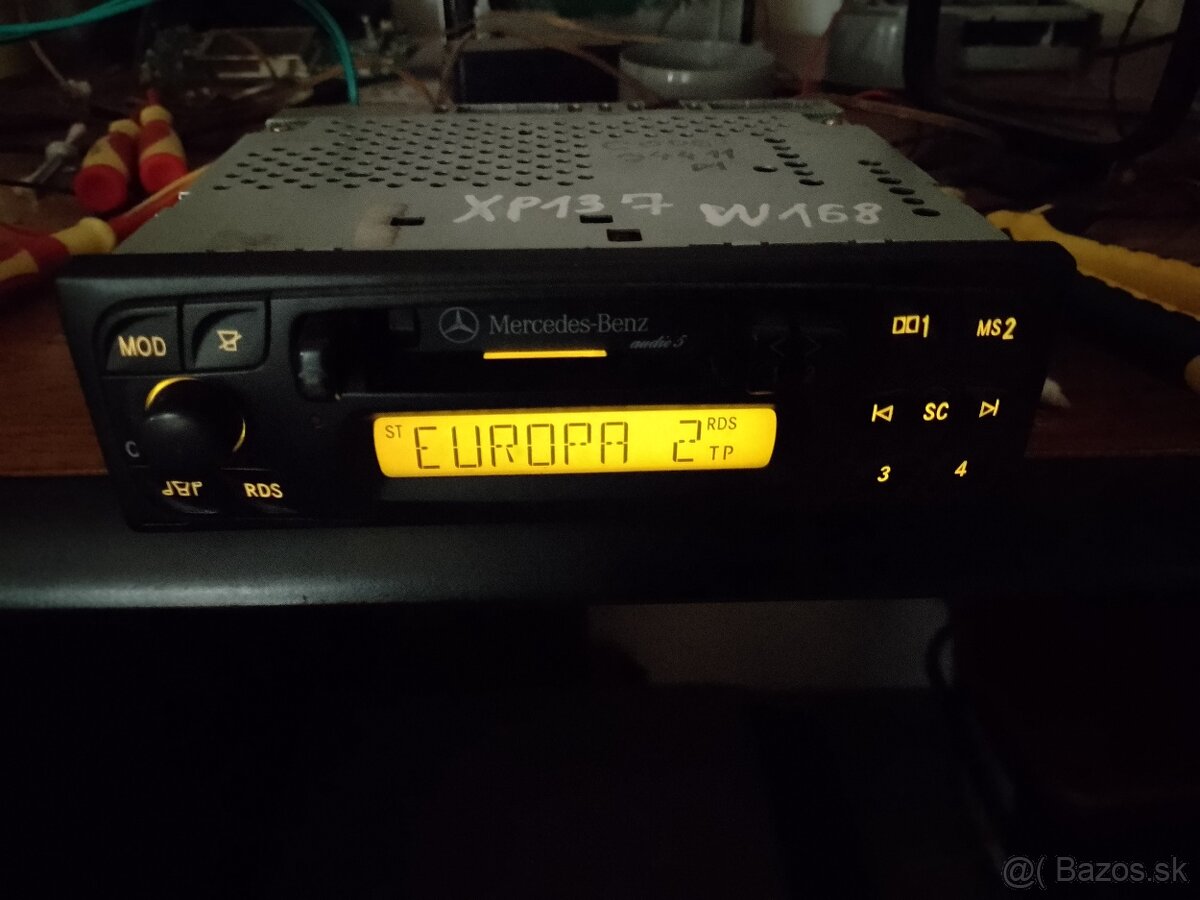 XP137 W168
MOD
Mercedes-Benz
audio 5
1
MS2
ST EUROPA 2 RDS
TP
SC
C
3
4
RDS
@( Bazos.sk